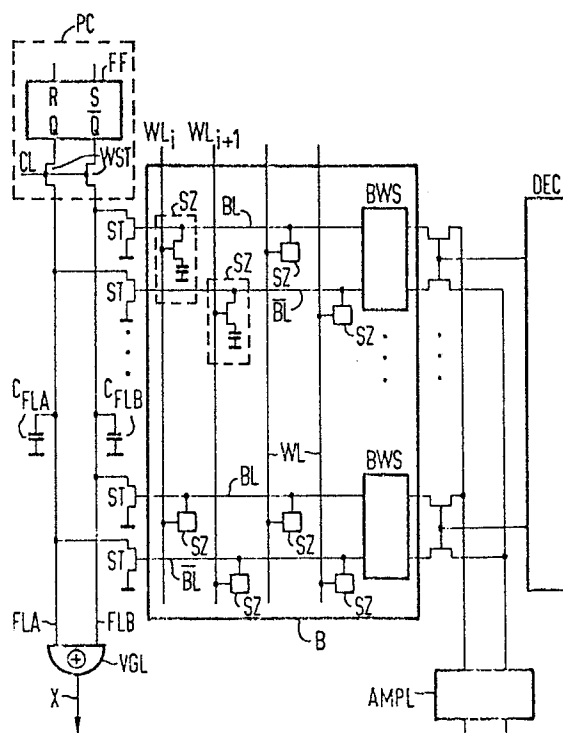 PC
FF
R S
Q Q̅
CL WST
WLi WLi+1
DEC
SZ BL BWS
ST
SZ
SZ
ST B̅L̅
SZ
CFLA CFLB
WL
BL BWS
ST
SZ SZ
ST
B̅L̅ SZ SZ
FLA FLB
B
VGL
X
AMPL